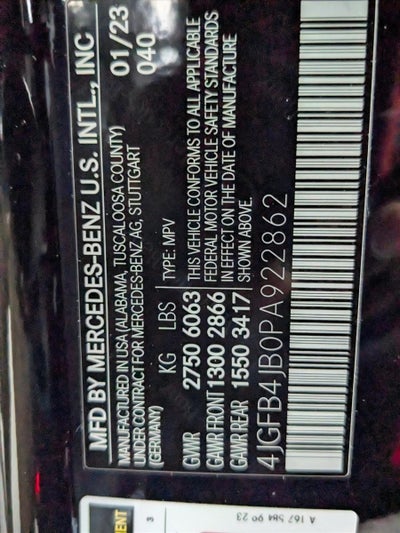 MFD BY MERCEDES-BENZ U.S. INTL., INC
MANUFACTURED IN USA (ALABAMA, TUSCALOOSA COUNTY) 01/23
UNDER CONTRACT FOR MERCEDES-BENZ AG, STUTTGART 040
(GERMANY)
KG LBS TYPE: MPV
GVWR 2750 6063
GAWR FRONT 1300 2866
GAWR REAR 1550 3417
THIS VEHICLE CONFORMS TO ALL APPLICABLE
FEDERAL MOTOR VEHICLE SAFETY STANDARDS
IN EFFECT ON THE DATE OF MANUFACTURE
SHOWN ABOVE.
4JGFB4JB0PA922862
3
A 167 584 90 23